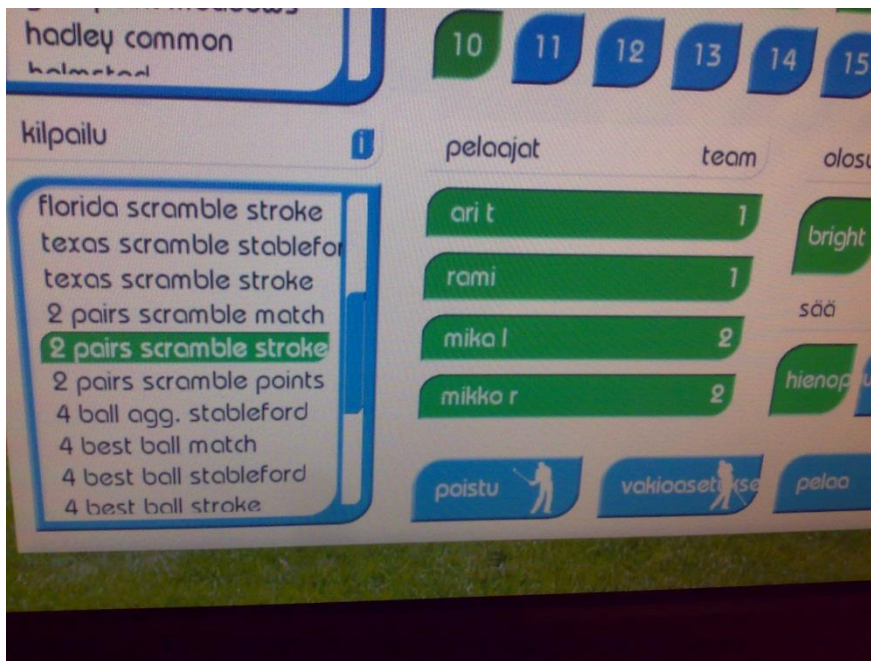 hadley common
10 11 12 13 14 15
kilpailu
i
florida scramble stroke
texas scramble stablefor
texas scramble stroke
2 pairs scramble match
2 pairs scramble stroke
2 pairs scramble points
4 ball agg. stableford
4 best ball match
4 best ball stableford
4 best ball stroke
pelaajat team
ari t 1
rami 1
mika l 2
mikko r 2
poistu
pelaa
bright
sää